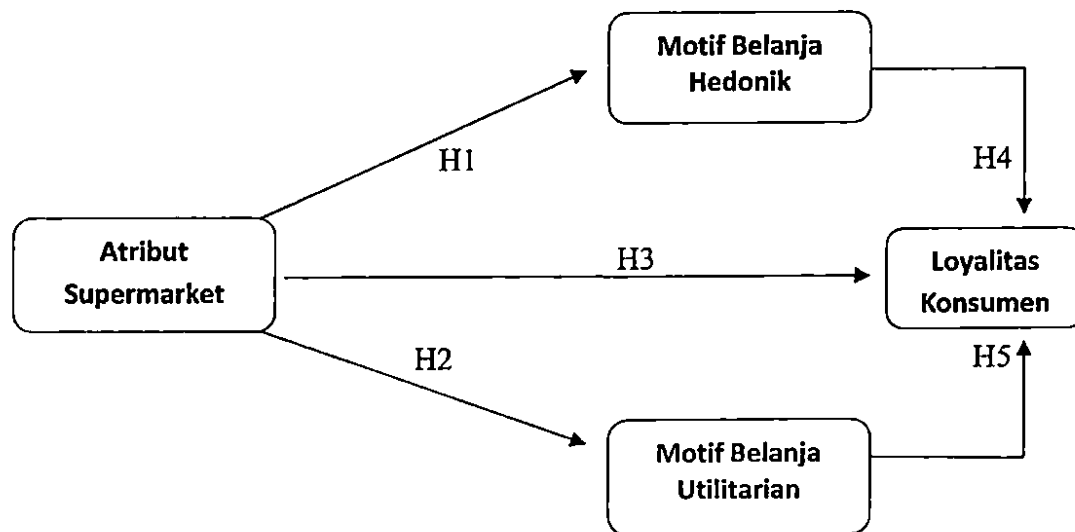 Motif Belanja
Hedonik
H1
H4
Atribut
Supermarket
H3
Loyalitas
Konsumen
H2
H5
Motif Belanja
Utilitarian